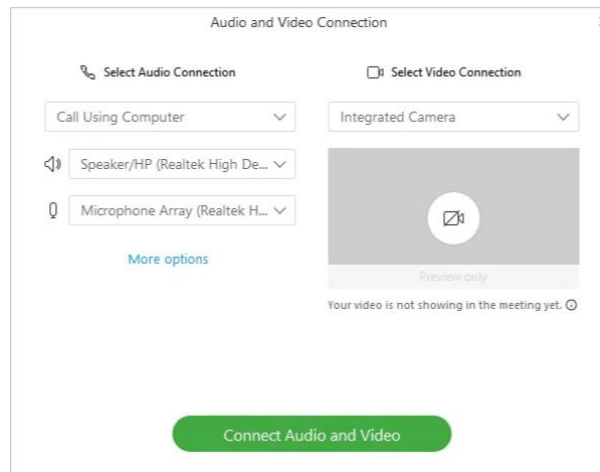 Audio and Video Connection
Select Audio Connection
Call Using Computer
Speaker/HP (Realtek High De...
Microphone Array (Realtek H...
More options
Select Video Connection
Integrated Camera
Preview only
Your video is not showing in the meeting yet.
Connect Audio and Video